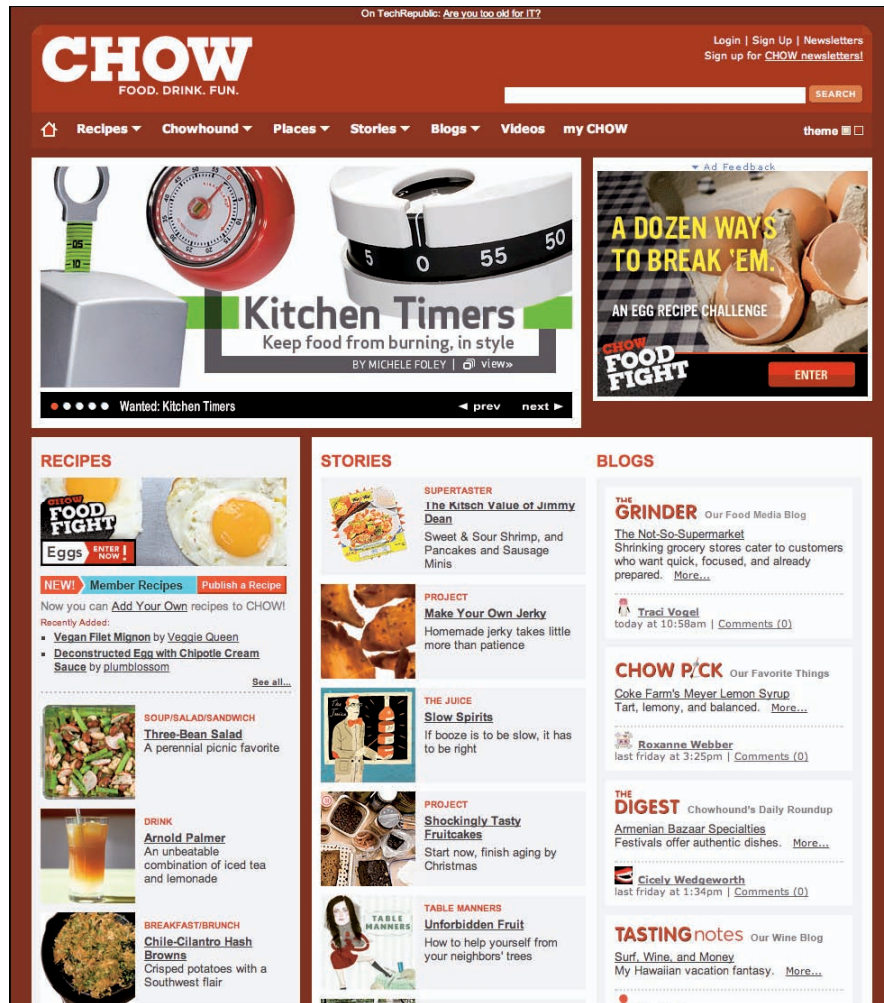 On TechRepublic: Are you too old for IT?
CHOW
FOOD. DRINK. FUN.
Login | Sign Up | Newsletters
Sign up for CHOW newsletters!
SEARCH
Recipes Chowhound Places Stories Blogs Videos my CHOW
theme
5 0 55 50
05
10
Kitchen Timers
Keep food from burning, in style
BY MICHELE FOLEY | view»
Wanted: Kitchen Timers
prev next
Ad Feedback
A DOZEN WAYS
TO BREAK 'EM.
AN EGG RECIPE CHALLENGE
CHOW
FOOD
FIGHT
ENTER
RECIPES
CHOW
FOOD
FIGHT
Eggs ENTER NOW!
NEW! Member Recipes Publish a Recipe
Now you can Add Your Own recipes to CHOW!
Recently Added:
Vegan Filet Mignon by Veggie Queen
Deconstructed Egg with Chipotle Cream
Sauce by plumblossom
See all...
SOUP/SALAD/SANDWICH
Three-Bean Salad
A perennial picnic favorite
DRINK
Arnold Palmer
An unbeatable
combination of iced tea
and lemonade
BREAKFAST/BRUNCH
Chile-Cilantro Hash
Browns
Crisped potatoes with a
Southwest flair
STORIES
SUPERTASTER
The Kitsch Value of Jimmy
Dean
Sweet & Sour Shrimp, and
Pancakes and Sausage
Minis
PROJECT
Make Your Own Jerky
Homemade jerky takes little
more than patience
THE JUICE
Slow Spirits
If booze is to be slow, it has
to be right
PROJECT
Shockingly Tasty
Fruitcakes
Start now, finish aging by
Christmas
TABLE
MANNERS
TABLE MANNERS
Unforbidden Fruit
How to help yourself from
your neighbors' trees
BLOGS
THE
GRINDER Our Food Media Blog
The Not-So-Supermarket
Shrinking grocery stores cater to customers
who want quick, focused, and already
prepared. More...
Traci Vogel
today at 10:58am | Comments (0)
CHOW PICK Our Favorite Things
Coke Farm's Meyer Lemon Syrup
Tart, lemony, and balanced. More...
Roxanne Webber
last friday at 3:25pm | Comments (0)
THE
DIGEST Chowhound's Daily Roundup
Armenian Bazaar Specialties
Festivals offer authentic dishes. More...
Cicely Wedgeworth
last friday at 1:34pm | Comments (0)
TASTING notes Our Wine Blog
Surf, Wine, and Money
My Hawaiian vacation fantasy. More...